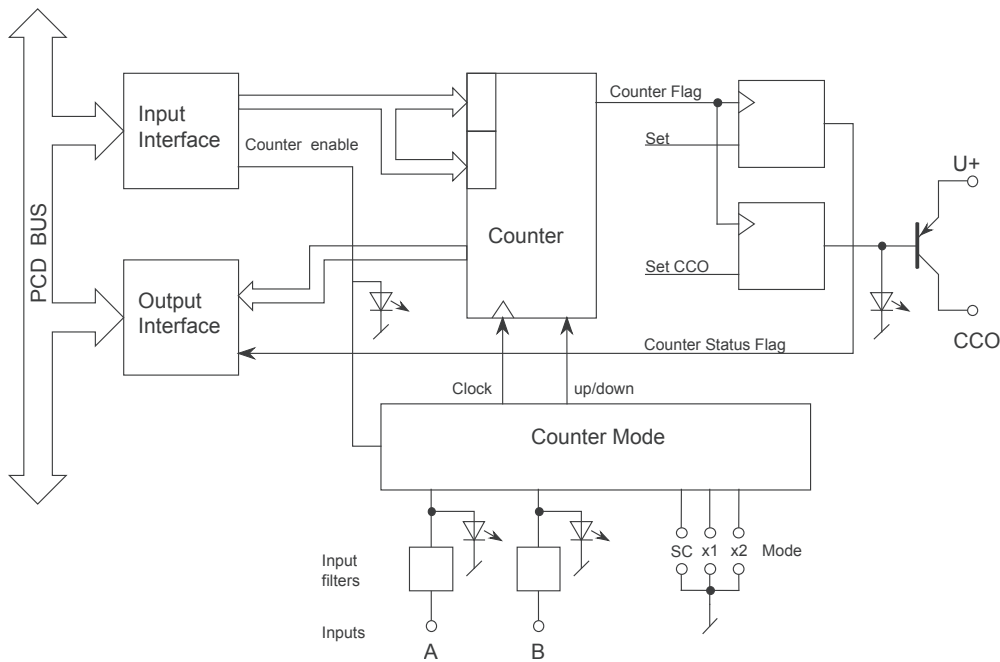 PCD BUS
Input
Interface
Counter enable
Counter
Counter Flag
Set
Set CCO
U+
CCO
Output
Interface
Counter Status Flag
Clock
up/down
Counter Mode
SC x1 x2 Mode
Input
filters
Inputs
A
B